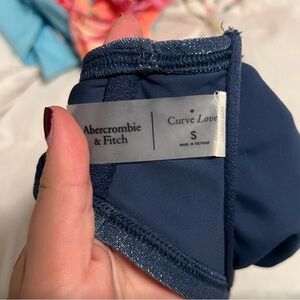 Abercrombie
& Fitch
Curve Love
S
MADE IN VIETNAM